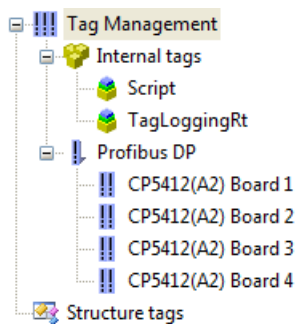 Tag Management
Internal tags
Script
TagLoggingRt
Profibus DP
CP5412(A2) Board 1
CP5412(A2) Board 2
CP5412(A2) Board 3
CP5412(A2) Board 4
Structure tags